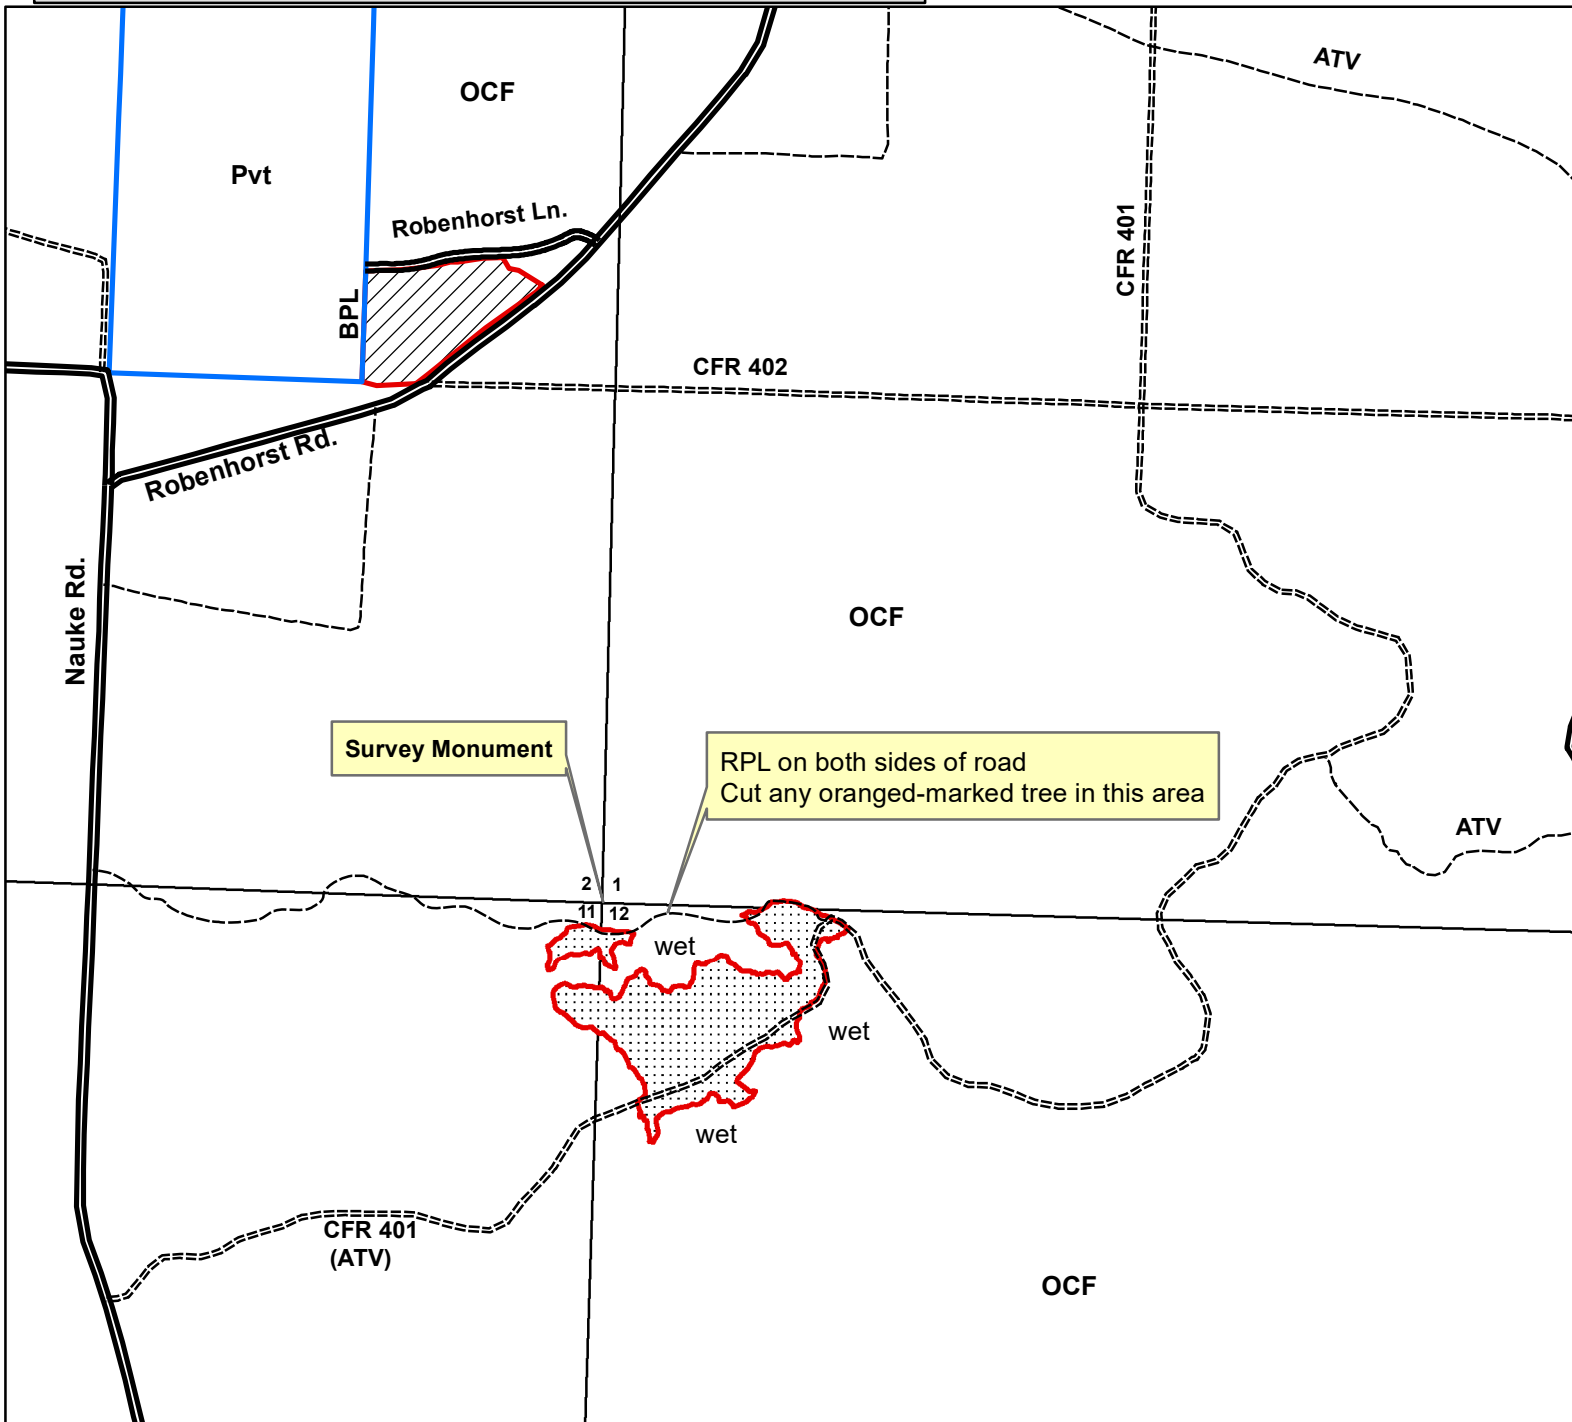 ATV
OCF
Pvt
Robenhorst Ln.
CFR 401
BPL
CFR 402
Robenhorst Rd.
Nauke Rd.
OCF
Survey Monument
RPL on both sides of road
Cut any oranged-marked tree in this area
ATV
2 1
11 12
wet
wet
wet
CFR 401
(ATV)
OCF